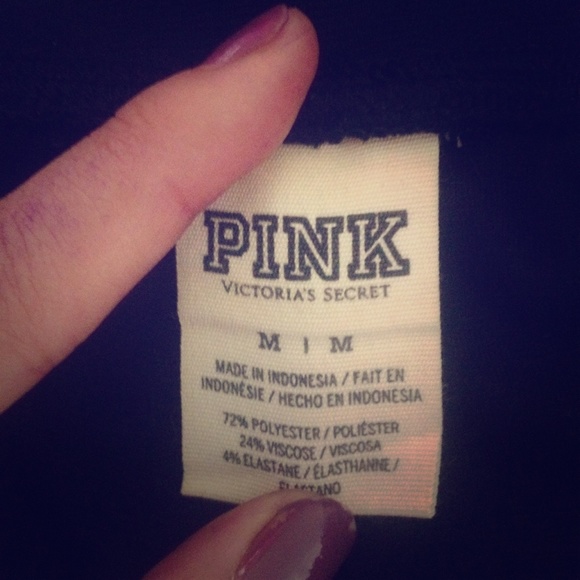 PINK
VICTORIA'S SECRET
M | M
MADE IN INDONESIA / FAIT EN
INDONÉSIE / HECHO EN INDONESIA
72% POLYESTER / POLIÉSTER
24% VISCOSE / VISCOSA
4% ELASTANE / ÉLASTHANNE /
ELASTANO